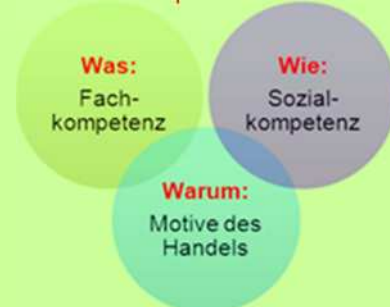 Was:
Fach-
kompetenz
Wie:
Sozial-
kompetenz
Warum:
Motive des
Handels